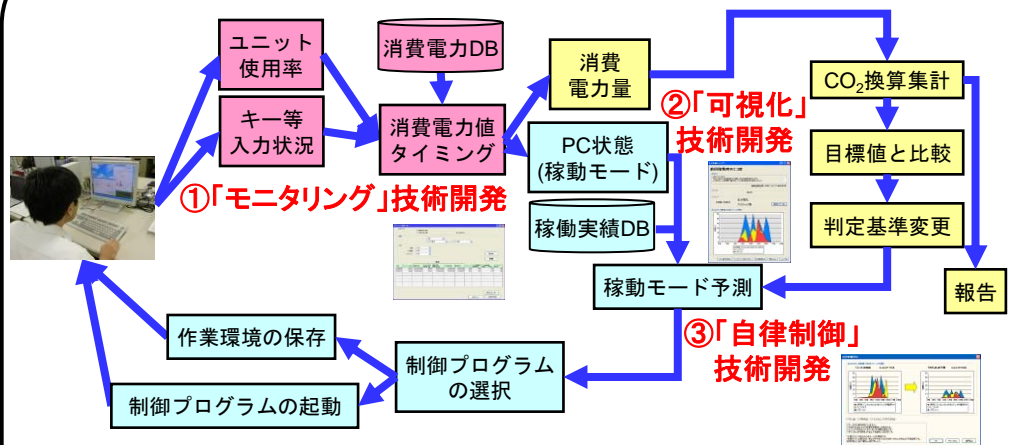 ユニット
使用率
消費電力DB
消費
電力量
CO₂換算集計
キー等
入力状況
消費電力値
タイミング
②「可視化」
技術開発
PC状態
(稼動モード)
目標値と比較
①「モニタリング」技術開発
稼働実績DB
判定基準変更
稼動モード予測
報告
③「自律制御」
技術開発
作業環境の保存
制御プログラム
の選択
制御プログラムの起動